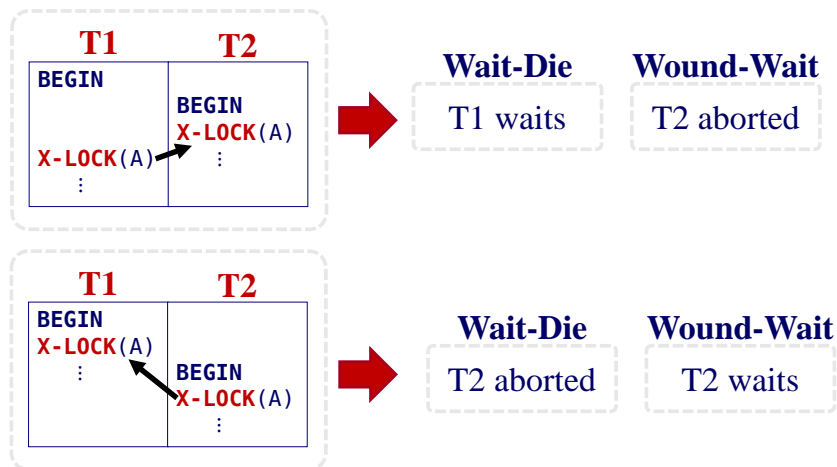 T1 T2
BEGIN
BEGIN
X-LOCK(A)
X-LOCK(A)
⋮
⋮
Wait-Die Wound-Wait
T1 waits T2 aborted
T1 T2
BEGIN
X-LOCK(A)
⋮
BEGIN
X-LOCK(A)
⋮
Wait-Die Wound-Wait
T2 aborted T2 waits